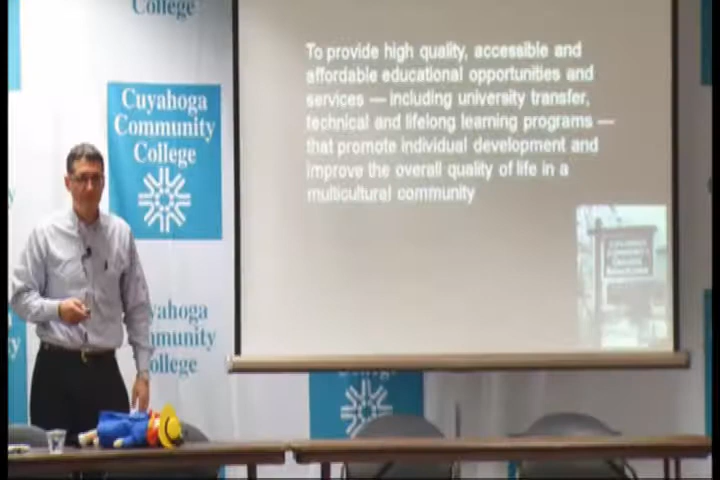 College
Cuyahoga
Community
College
yahoga
mmunity
ollege
To provide high quality, accessible and
affordable educational opportunities and
services — including university transfer,
technical and lifelong learning programs —
that promote individual development and
improve the overall quality of life in a
multicultural community
College